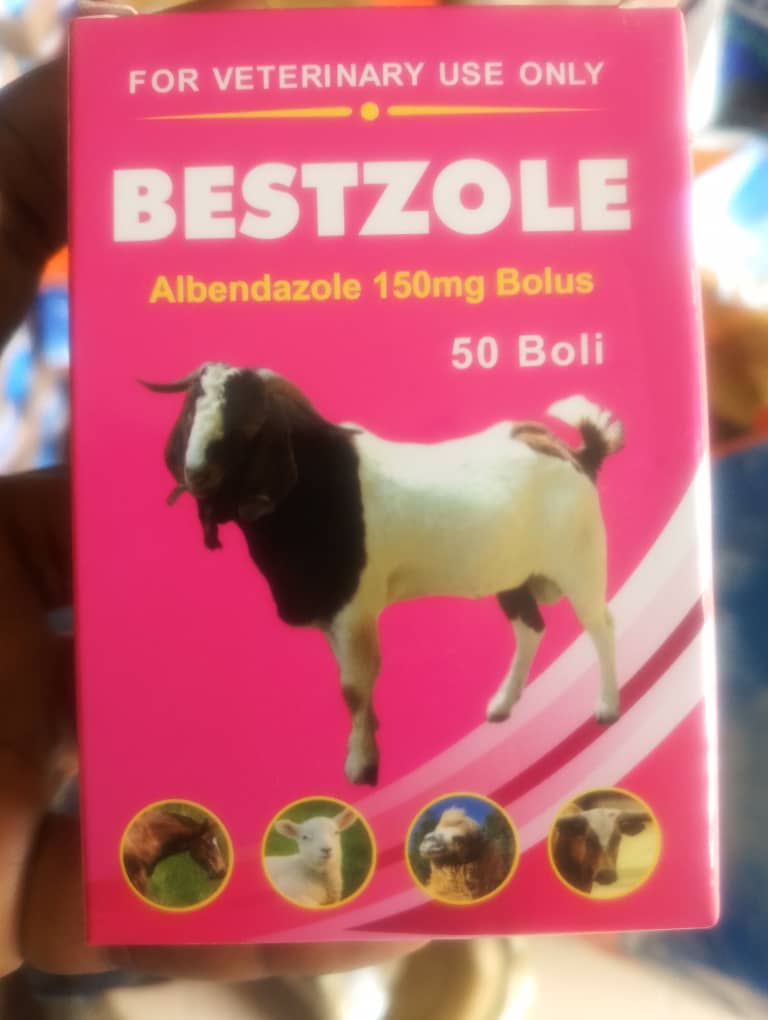 FOR VETERINARY USE ONLY
BESTZOLE
Albendazole 150mg Bolus
50 Boli